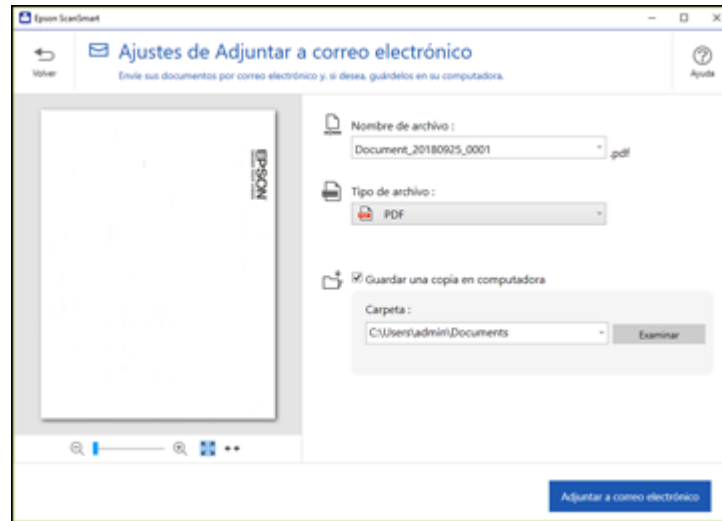 Epson ScanSmart
Volver
Ajustes de Adjuntar a correo electrónico
Envíe sus documentos por correo electrónico y, si desea, guárdelos en su computadora.
Ayuda
EPSON
Nombre de archivo :
Document_20180925_0001
.pdf
Tipo de archivo :
PDF
Guardar una copia en computadora
Carpeta :
C:\Users\admin\Documents
Examinar
Adjuntar a correo electrónico